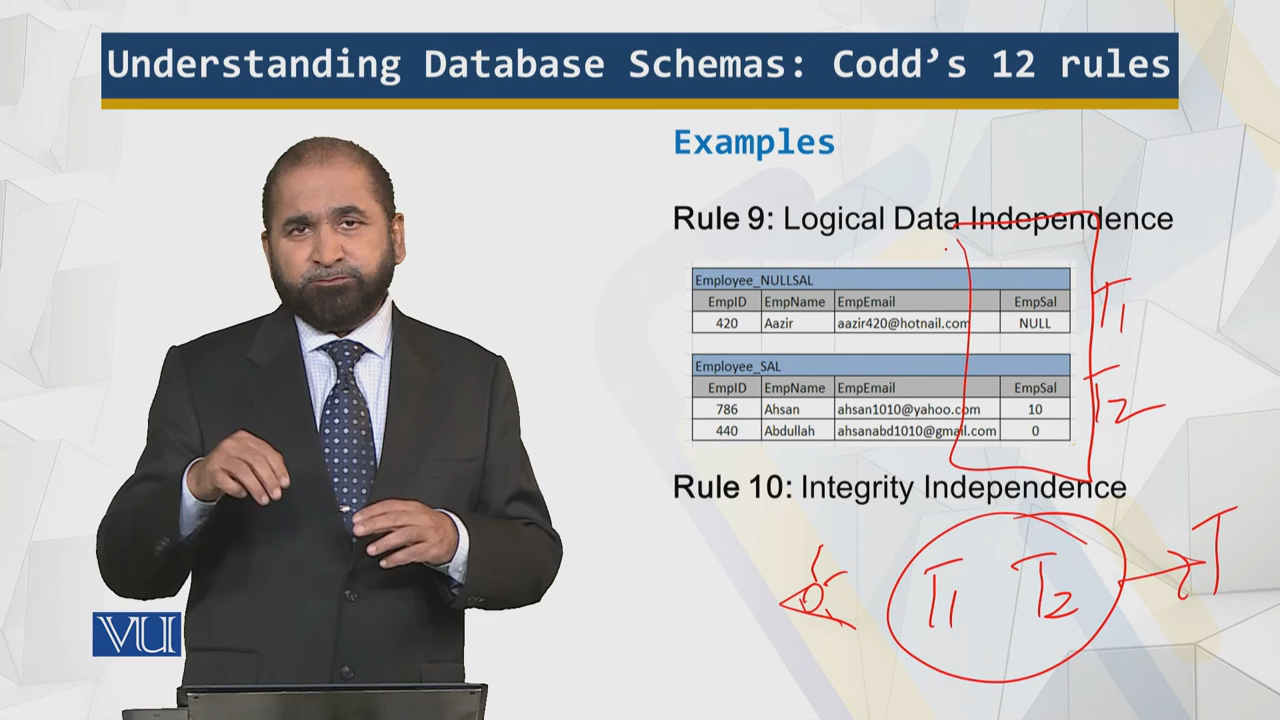 Understanding Database Schemas: Codd's 12 rules
Examples
Rule 9: Logical Data Independence
Employee_NULLSAL
EmpID EmpName EmpEmail EmpSal
420 Aazir aazir420@hotnail.com NULL
T1
Employee_SAL
EmpID EmpName EmpEmail EmpSal
T2
786 Ahsan ahsan1010@yahoo.com 10
440 Abdullah ahsanabd1010@gmail.com 0
Rule 10: Integrity Independence
T1 T2 T
VU